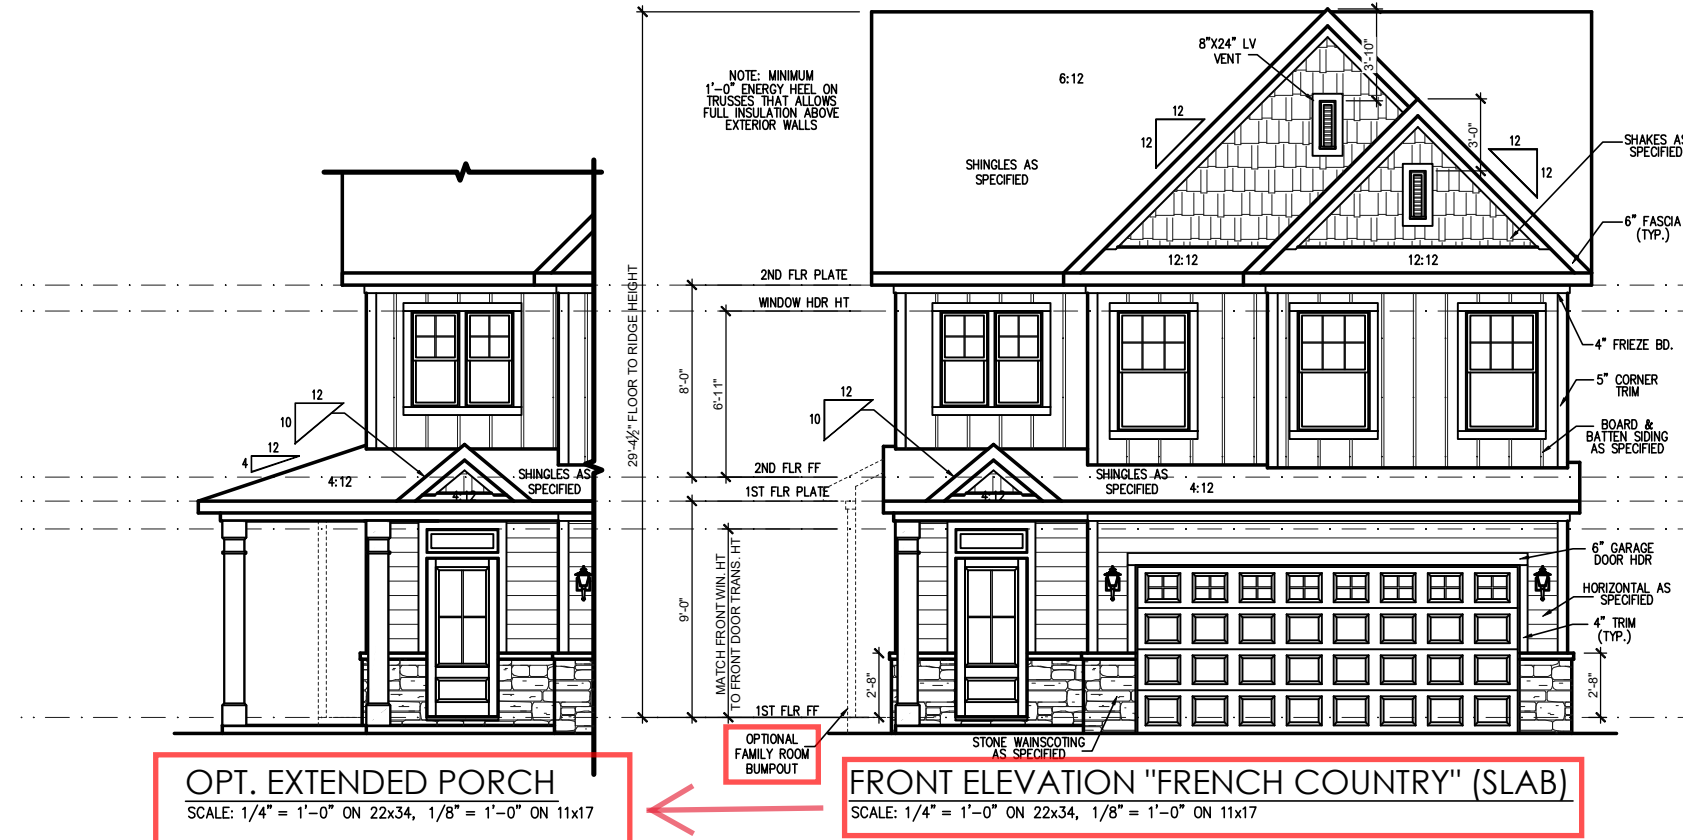 NOTE: MINIMUM
1'-0" ENERGY HEEL ON
TRUSSES THAT ALLOWS
FULL INSULATION ABOVE
EXTERIOR WALLS
8"X24" LV
VENT
6:12
3'-10"
12
12
3'-0"
12
12
SHAKES AS
SPECIFIED
SHINGLES AS
SPECIFIED
6" FASCIA
(TYP.)
12:12
12:12
2ND FLR PLATE
WINDOW HDR HT
29'-4½" FLOOR TO RIDGE HEIGHT
8'-0"
6'-11"
4" FRIEZE BD.
5" CORNER
TRIM
BOARD &
BATTEN SIDING
AS SPECIFIED
12
10
12
4
4:12
4:12
SHINGLES AS
SPECIFIED
12
10
2ND FLR FF
1ST FLR PLATE
4:12
SHINGLES AS
SPECIFIED
4:12
9'-0"
MATCH FRONT WIN. HT
TO FRONT DOOR TRANS. HT
6" GARAGE
DOOR HDR
HORIZONTAL AS
SPECIFIED
4" TRIM
(TYP.)
2'-8"
2'-8"
1ST FLR FF
OPTIONAL
FAMILY ROOM
BUMPOUT
STONE WAINSCOTING
AS SPECIFIED
OPT. EXTENDED PORCH
SCALE: 1/4" = 1'-0" ON 22x34, 1/8" = 1'-0" ON 11x17
FRONT ELEVATION "FRENCH COUNTRY" (SLAB)
SCALE: 1/4" = 1'-0" ON 22x34, 1/8" = 1'-0" ON 11x17